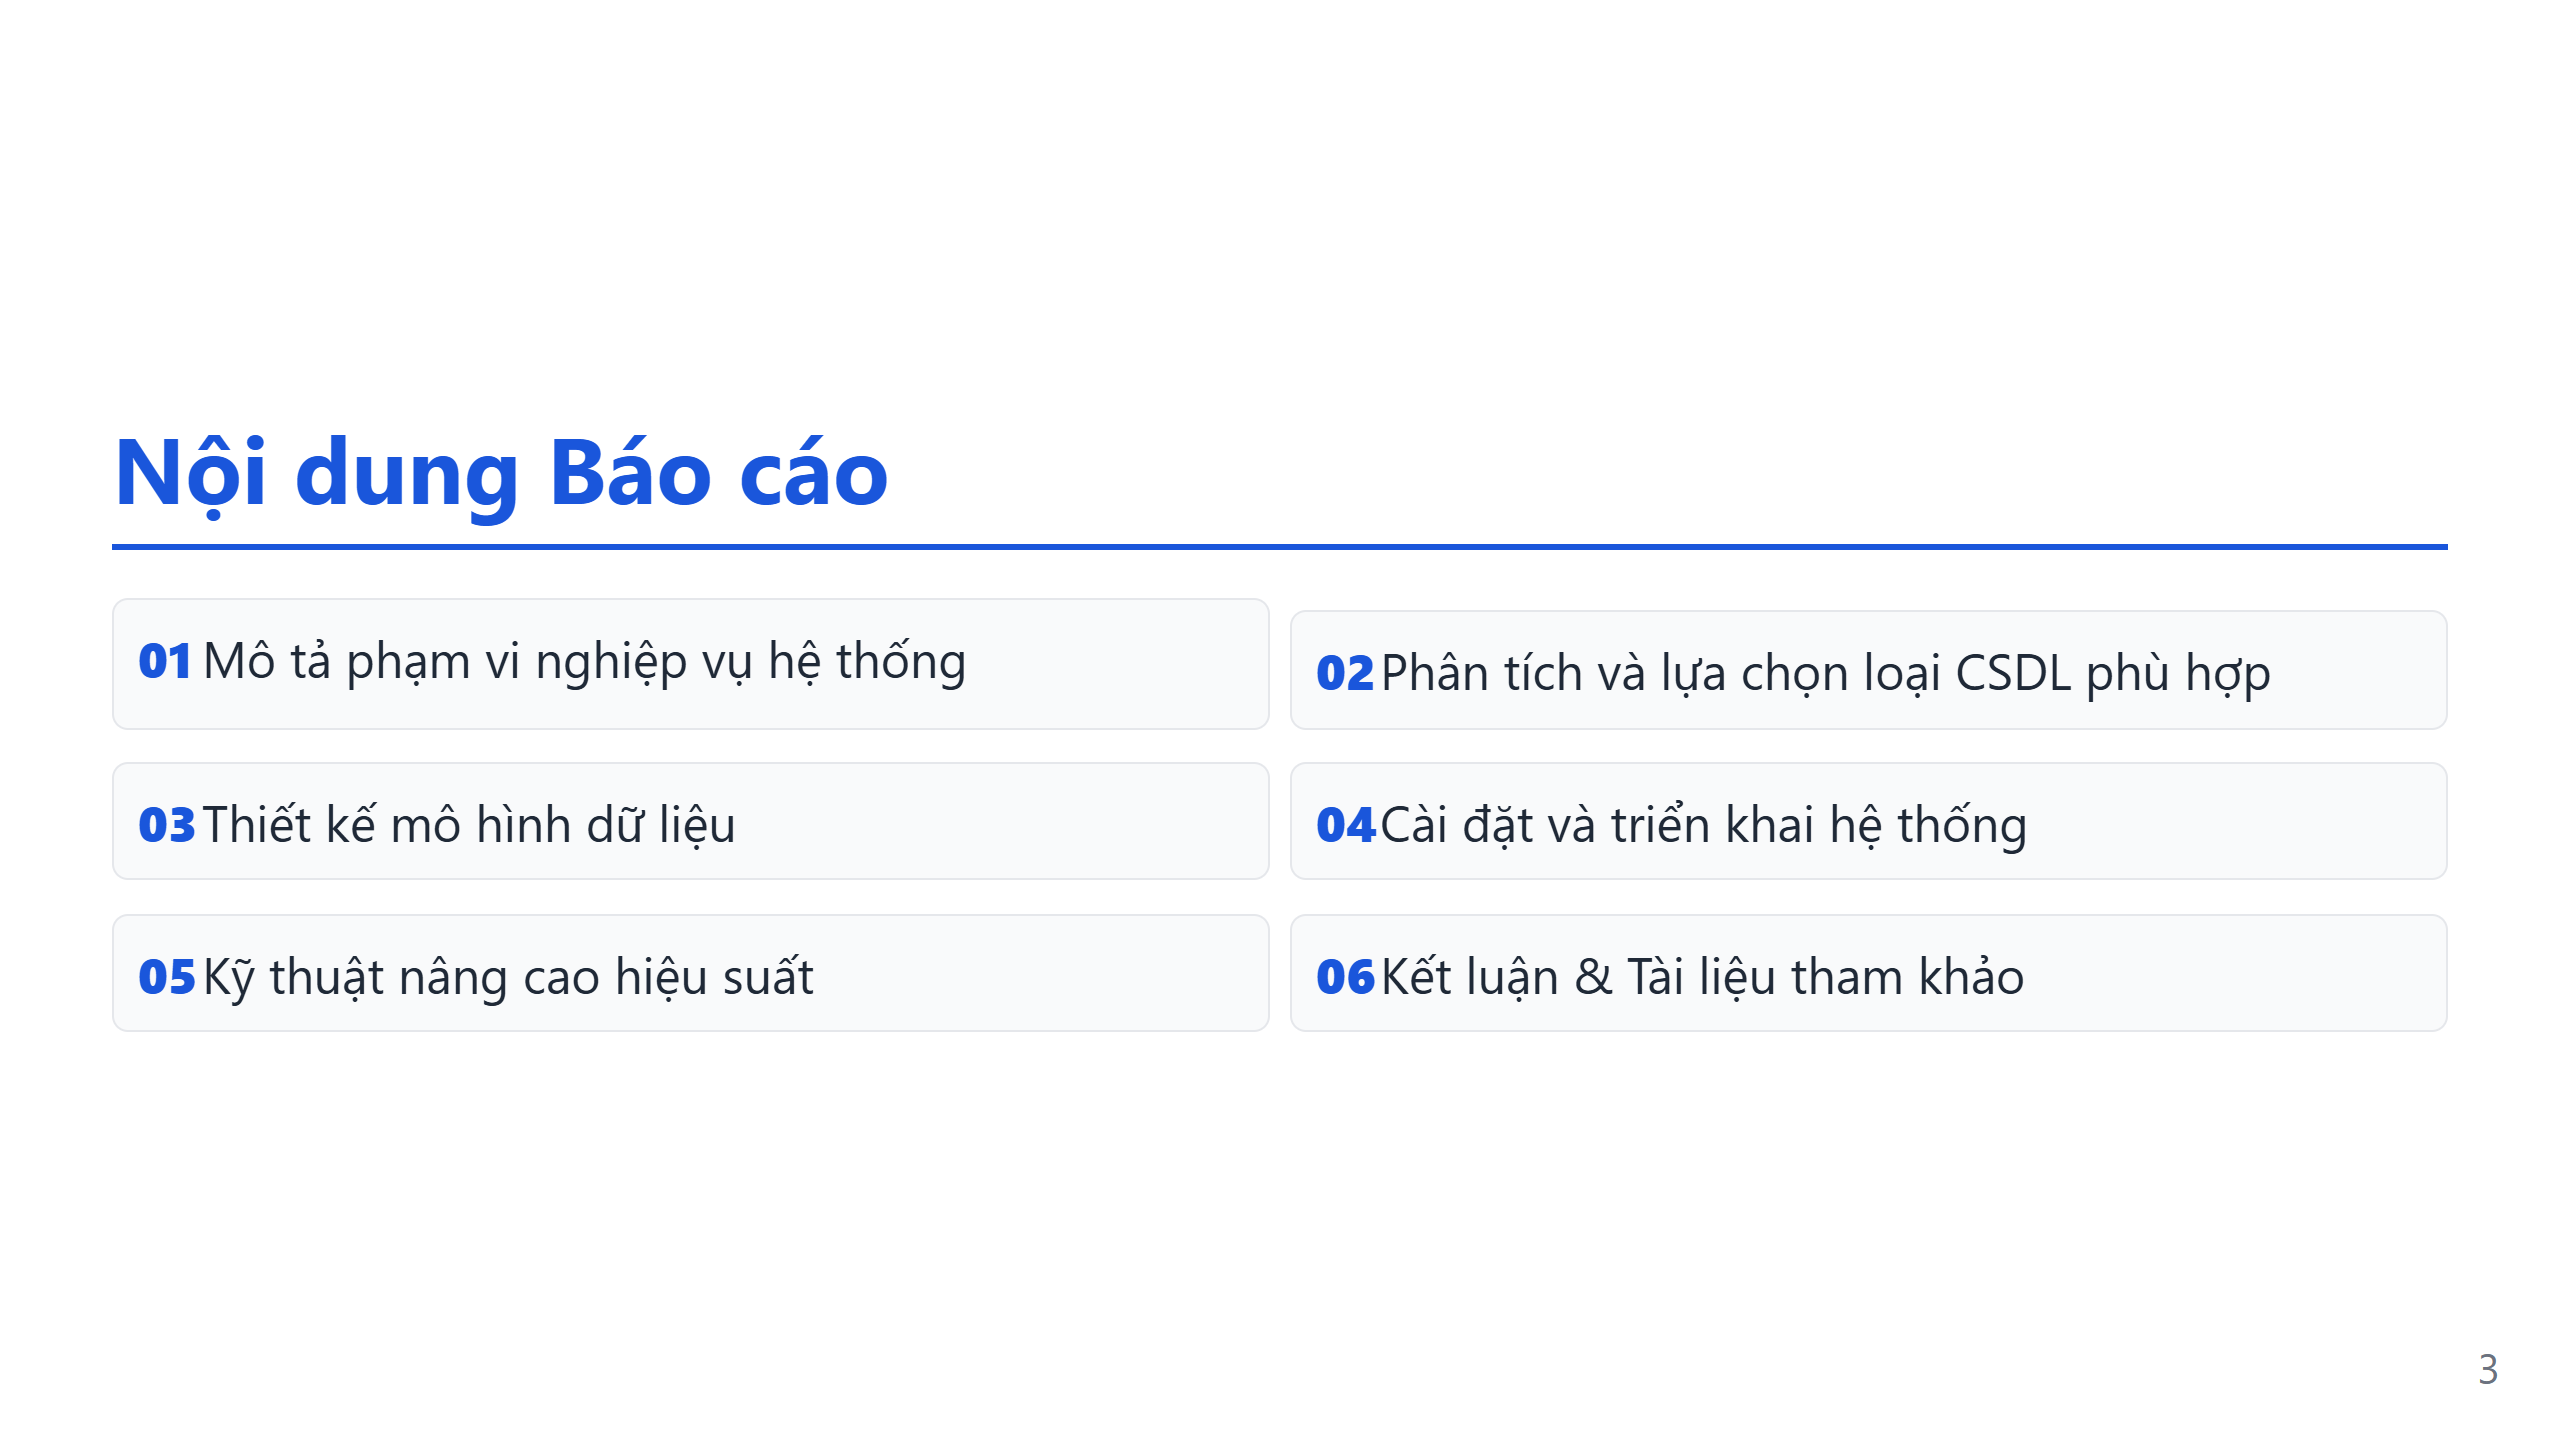 Nội dung Báo cáo
01 Mô tả phạm vi nghiệp vụ hệ thống
02 Phân tích và lựa chọn loại CSDL phù hợp
03 Thiết kế mô hình dữ liệu
04 Cài đặt và triển khai hệ thống
05 Kỹ thuật nâng cao hiệu suất
06 Kết luận & Tài liệu tham khảo
3